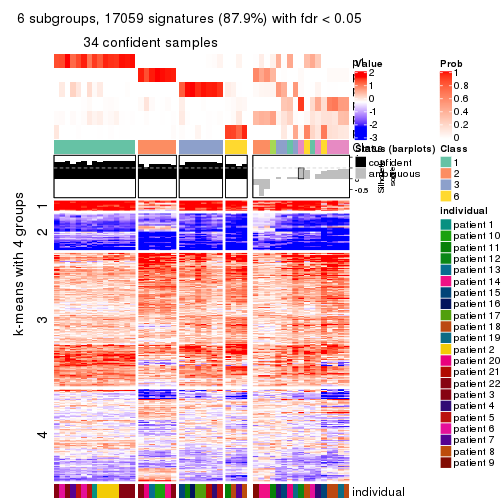 6 subgroups, 17059 signatures (87.9%) with fdr < 0.05
34 confident samples
k-means with 4 groups
1
2
3
4
individual
Value
2
1
0
-1
-2
-3
Prob
1
0.8
0.6
0.4
0.2
0
Status (barplots)
confident
ambiguous
-0.5
Class
1
2
3
6
individual
patient 1
patient 10
patient 11
patient 12
patient 13
patient 14
patient 15
patient 16
patient 17
patient 18
patient 19
patient 2
patient 20
patient 21
patient 22
patient 3
patient 4
patient 5
patient 6
patient 7
patient 8
patient 9